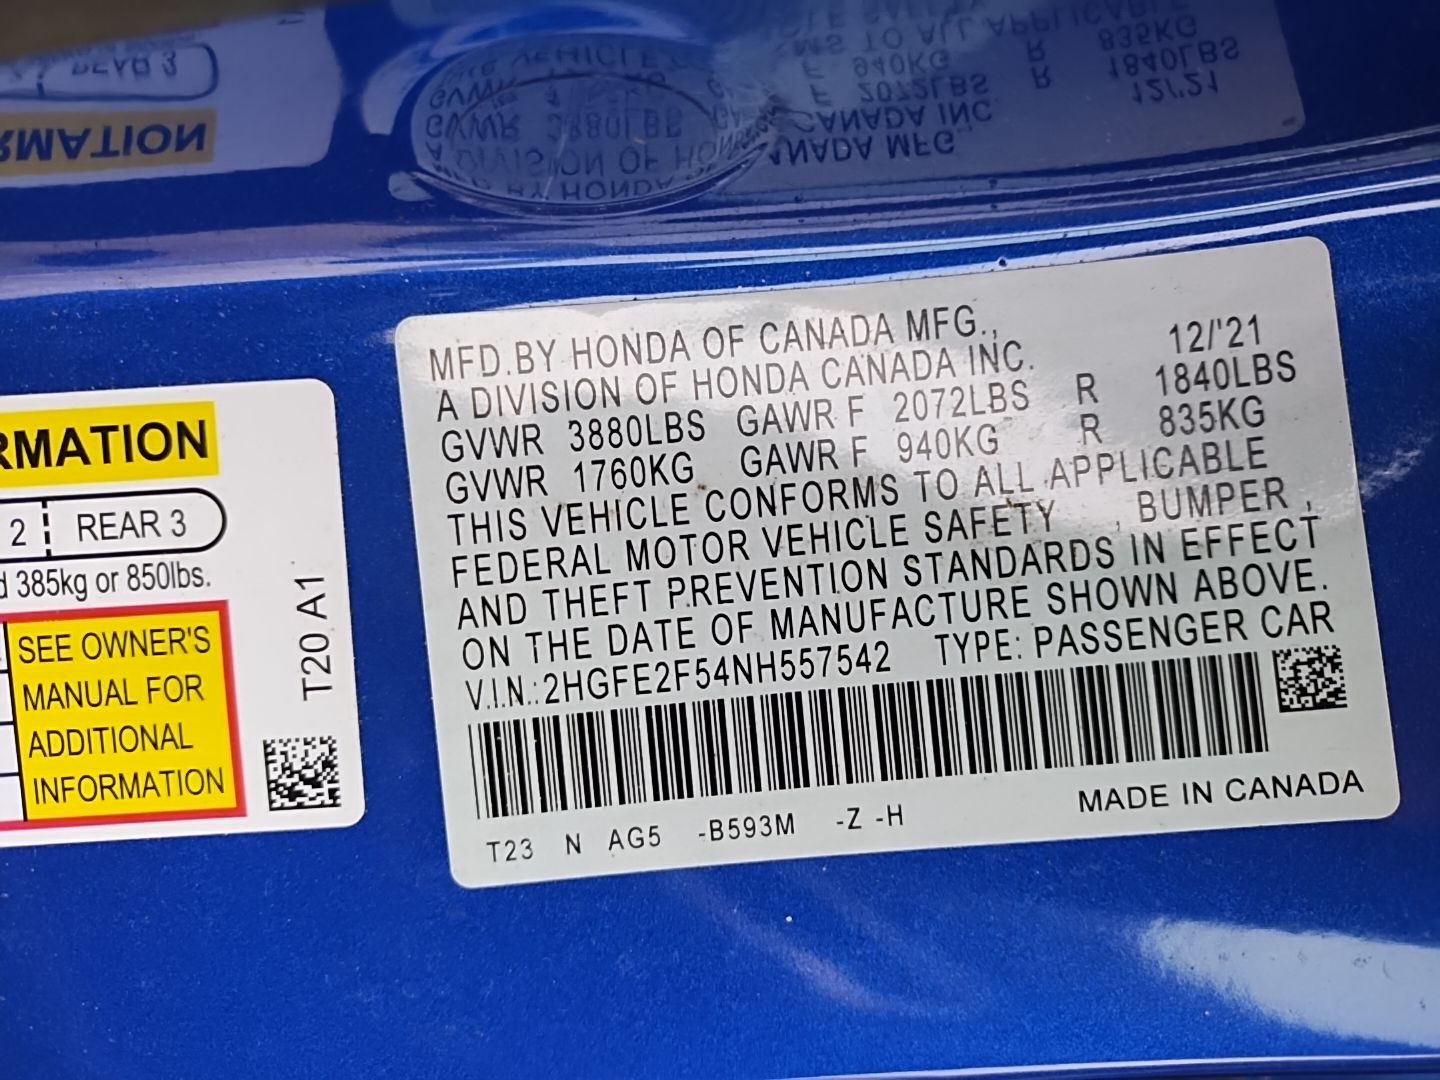 RMATION
2 REAR 3
d 385kg or 850lbs.
SEE OWNER'S
MANUAL FOR
ADDITIONAL
INFORMATION
T20 A1
MFD.BY HONDA OF CANADA MFG., 12/'21
A DIVISION OF HONDA CANADA INC.
GVWR 3880LBS GAWR F 2072LBS R 1840LBS
GVWR 1760KG GAWR F 940KG R 835KG
THIS VEHICLE CONFORMS TO ALL APPLICABLE
FEDERAL MOTOR VEHICLE SAFETY , BUMPER ,
AND THEFT PREVENTION STANDARDS IN EFFECT
ON THE DATE OF MANUFACTURE SHOWN ABOVE.
V.I.N.:2HGFE2F54NH557542 TYPE: PASSENGER CAR
T23 N AG5 -B593M -Z -H MADE IN CANADA